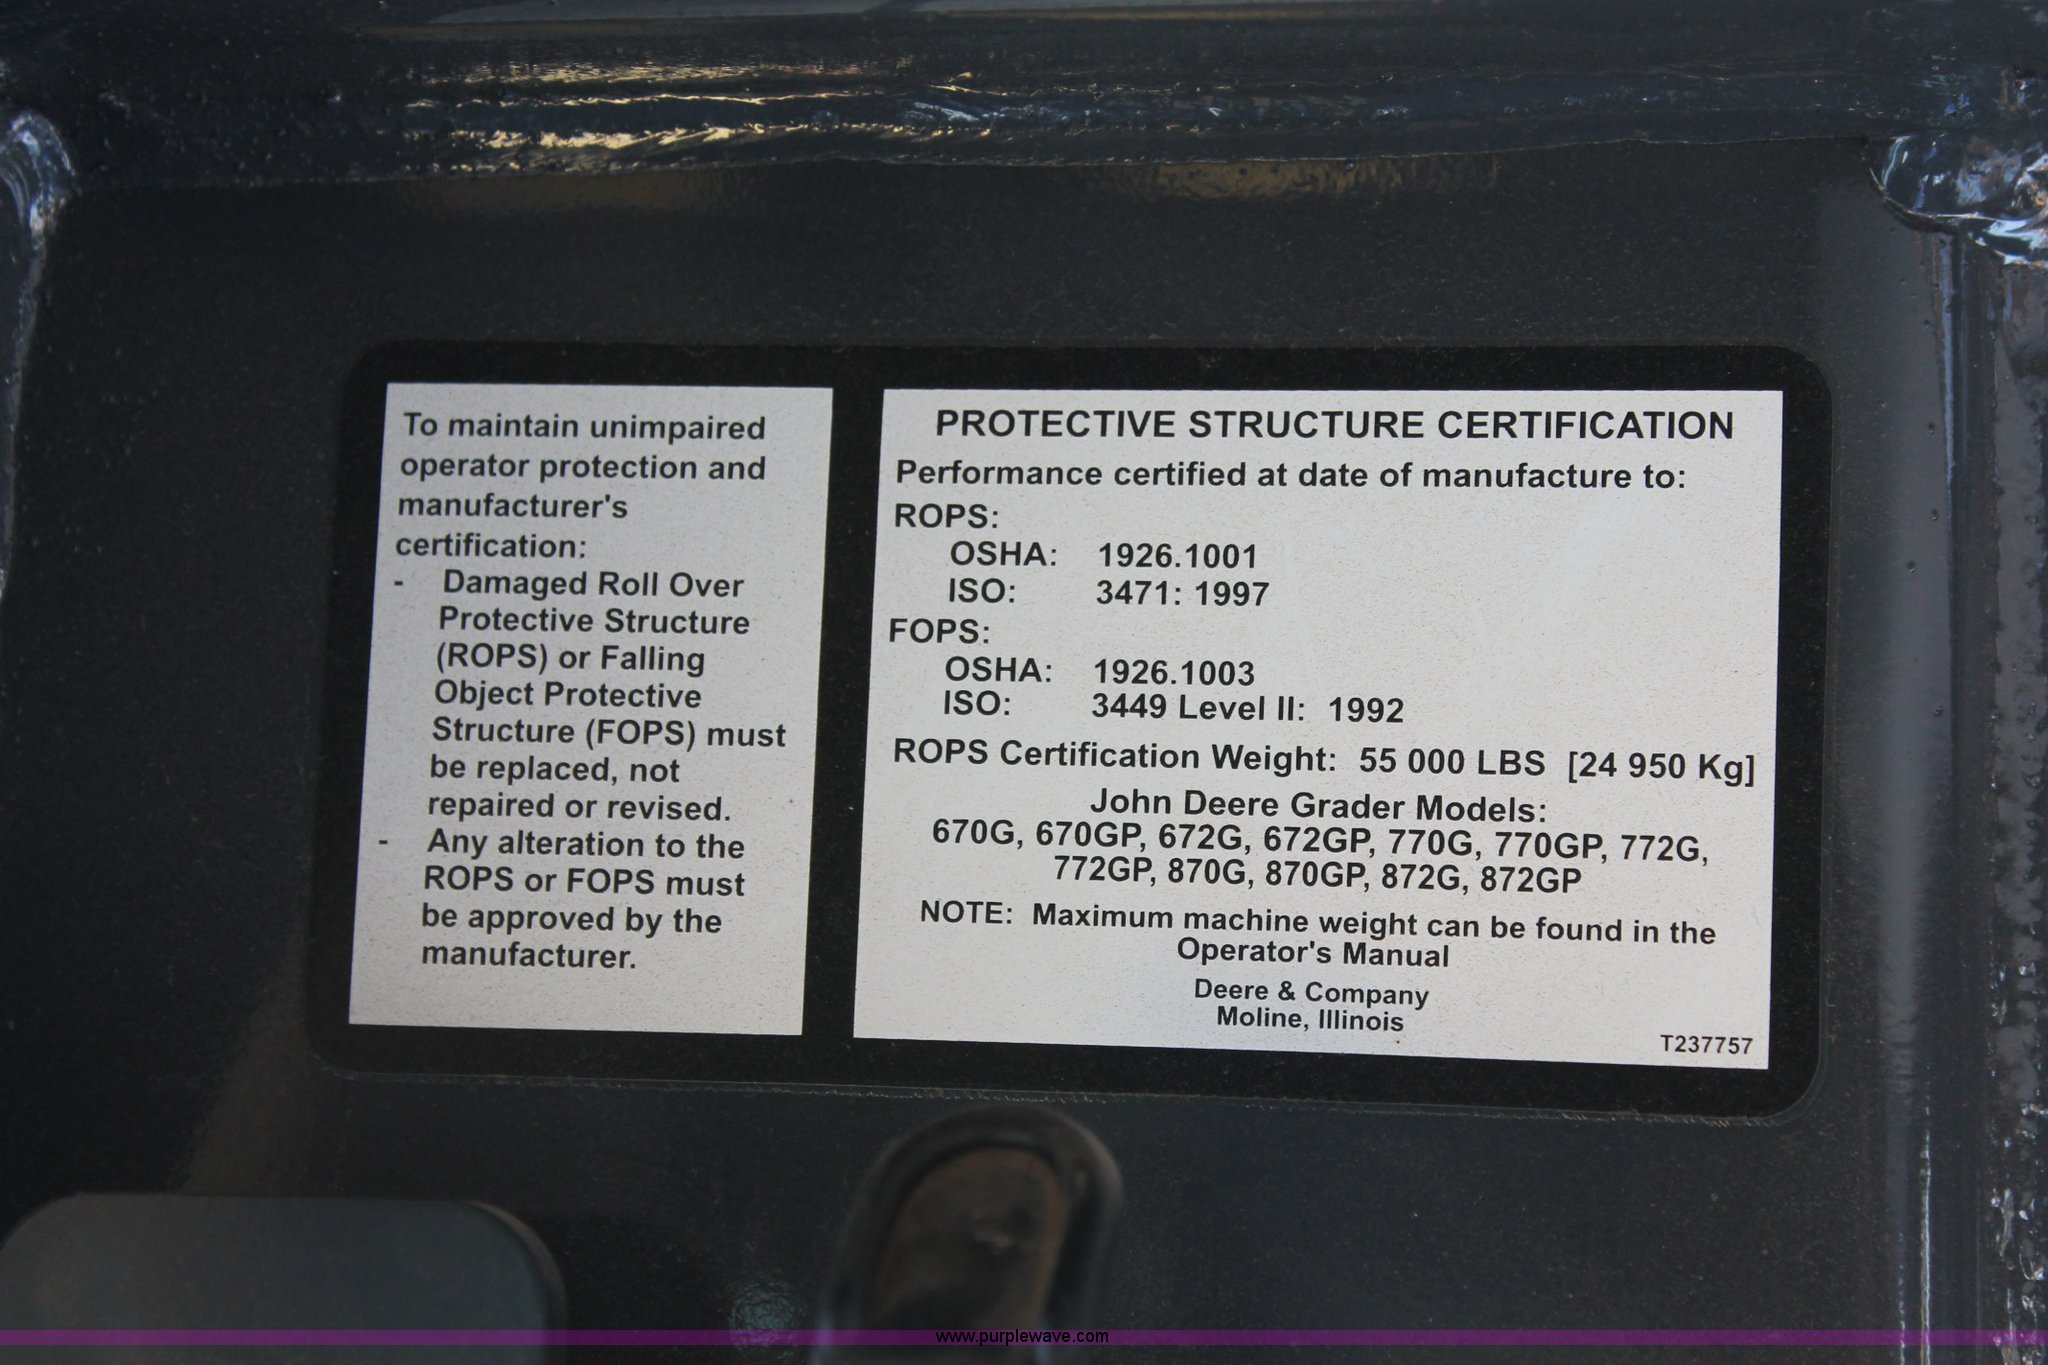 To maintain unimpaired
operator protection and
manufacturer's
certification:
- Damaged Roll Over
Protective Structure
(ROPS) or Falling
Object Protective
Structure (FOPS) must
be replaced, not
repaired or revised.
- Any alteration to the
ROPS or FOPS must
be approved by the
manufacturer.
PROTECTIVE STRUCTURE CERTIFICATION
Performance certified at date of manufacture to:
ROPS:
OSHA: 1926.1001
ISO: 3471: 1997
FOPS:
OSHA: 1926.1003
ISO: 3449 Level II: 1992
ROPS Certification Weight: 55 000 LBS [24 950 Kg]
John Deere Grader Models:
670G, 670GP, 672G, 672GP, 770G, 770GP, 772G,
772GP, 870G, 870GP, 872G, 872GP
NOTE: Maximum machine weight can be found in the
Operator's Manual
Deere & Company
Moline, Illinois
T237757
www.purplewave.com